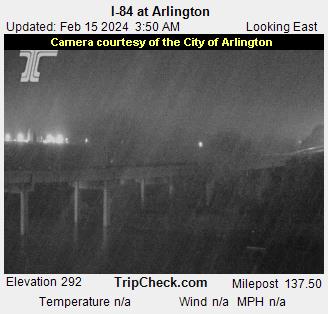 I-84 at Arlington
Updated: Feb 15 2024 3:50 AM Looking East
Camera courtesy of the City of Arlington
Elevation 292 TripCheck.com Milepost 137.50
Temperature n/a Wind n/a MPH n/a